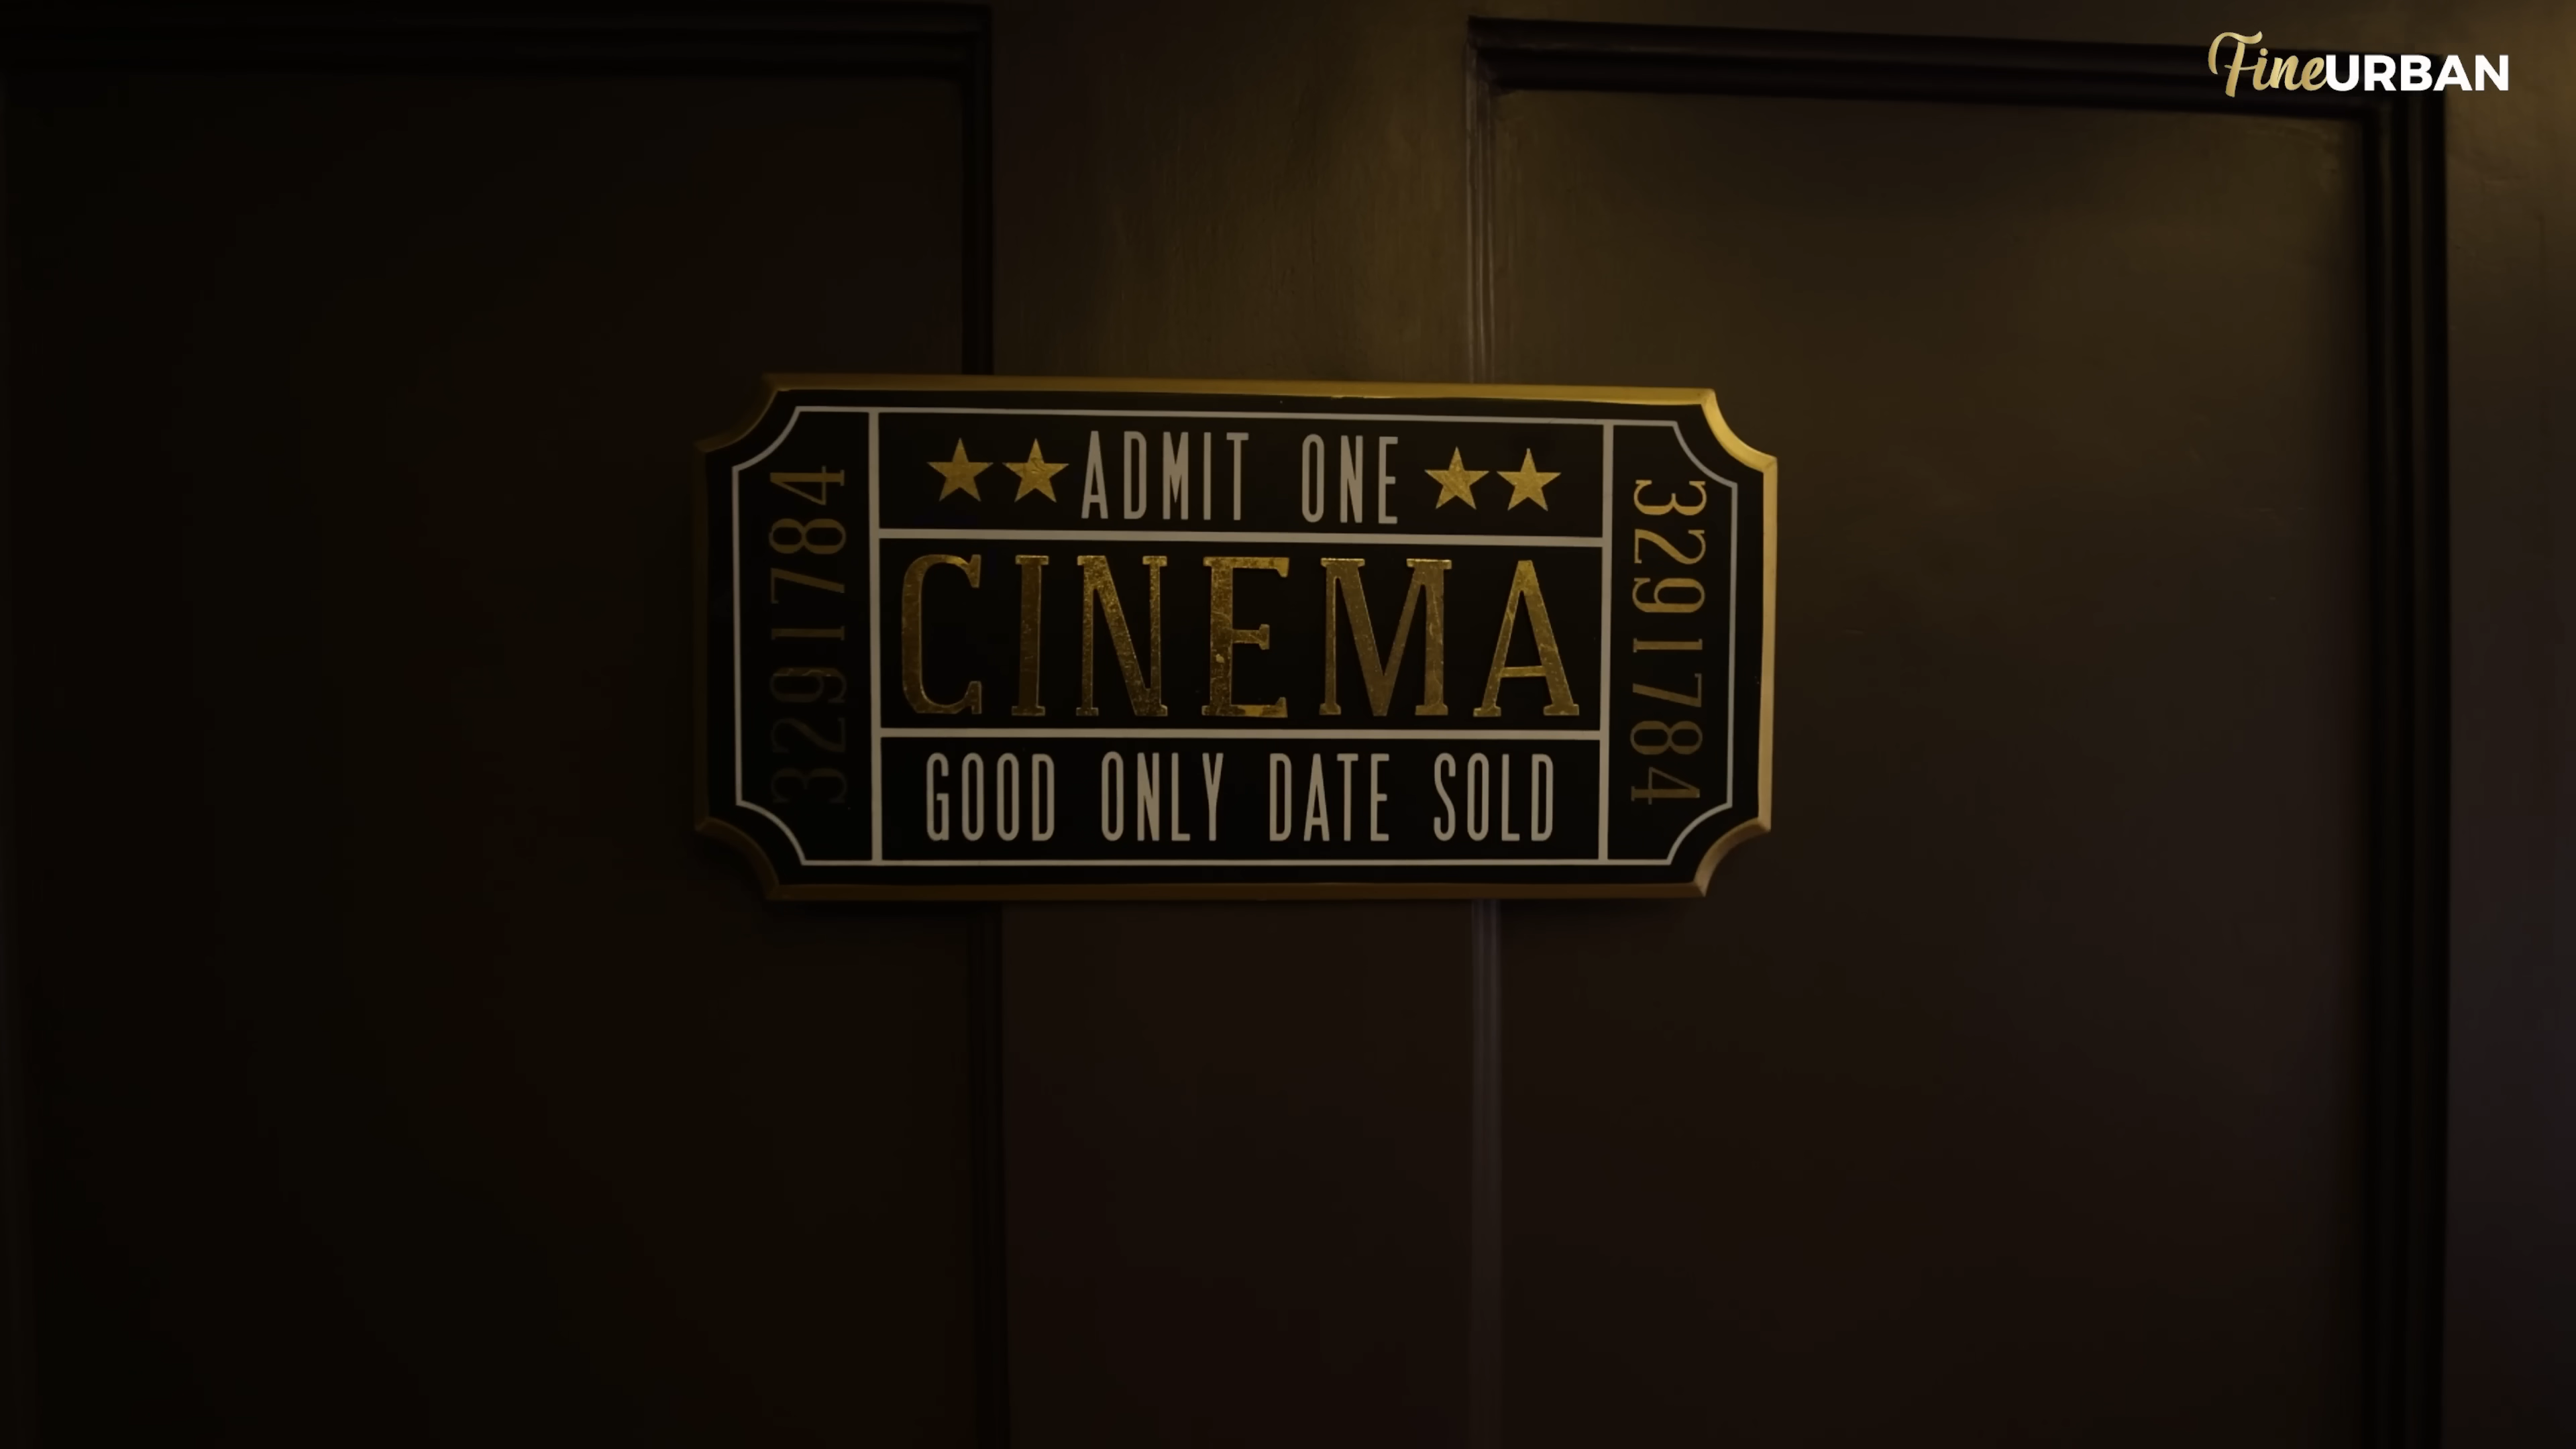 FineURBAN
★★ ADMIT ONE ★★
3291784
CINEMA
3291784
GOOD ONLY DATE SOLD